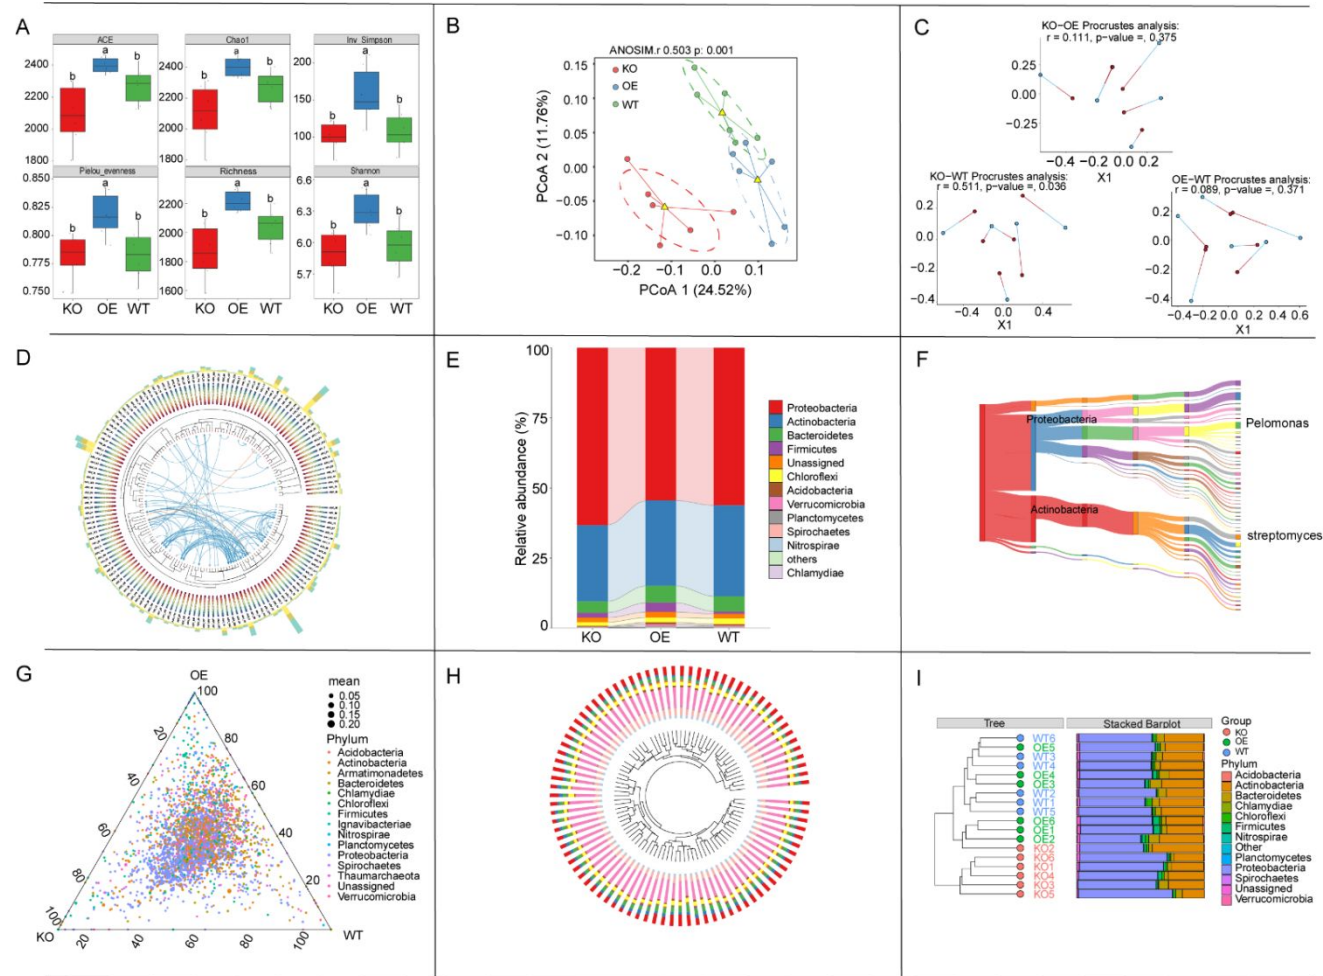 A
ACE
Chao1
Inv_Simpson
2400
2200
2000
1800
b
a
b
2400
2200
2000
1800
b
a
b
200
150
100
b
a
b
Pielou_evenness
Richness
Shannon
0.850
0.825
0.800
0.775
0.750
b
a
b
2200
2000
1800
1600
b
a
b
6.6
6.3
6.0
5.7
b
a
b
KO OE WT
KO OE WT
KO OE WT
B
ANOSIM.r 0.503 p: 0.001
KO
OE
WT
PCoA 2 (11.76%)
0.15
0.10
0.05
0.00
−0.05
−0.10
−0.2 −0.1 0.0 0.1
PCoA 1 (24.52%)
C
KO−OE Procrustes analysis:
r = 0.111, p-value =, 0.375
0.25
0.00
−0.25
−0.4 −0.2 0.0 0.2
X1
KO−WT Procrustes analysis:
r = 0.511, p-value =, 0.036
0.2
0.0
−0.2
−0.4
−0.4 0.0 0.4
X1
OE−WT Procrustes analysis:
r = 0.089, p-value =, 0.371
0.2
0.0
−0.2
−0.4
−0.4 −0.2 0.0 0.2 0.4 0.6
X1
D
E
Relative abundance (%)
100
75
50
25
0
KO OE WT
Proteobacteria
Actinobacteria
Bacteroidetes
Firmicutes
Unassigned
Chloroflexi
Acidobacteria
Verrucomicrobia
Planctomycetes
Spirochaetes
Nitrospirae
others
Chlamydiae
F
Proteobacteria
Pelomonas
Actinobacteria
streptomyces
G
OE
100
80
60
40
20
20
40
60
80
100
KO
20
40
60
80
100
WT
mean
0.05
0.10
0.15
0.20
Phylum
Acidobacteria
Actinobacteria
Armatimonadetes
Bacteroidetes
Chlamydiae
Chloroflexi
Firmicutes
Ignavibacteriae
Nitrospirae
Planctomycetes
Proteobacteria
Spirochaetes
Thaumarchaeota
Unassigned
Verrucomicrobia
H
I
Tree
Stacked Barplot
WT6
OE5
WT3
WT4
OE4
OE3
WT2
WT1
WT5
OE6
OE1
OE2
KO2
KO6
KO1
KO4
KO3
KO5
Group
KO
OE
WT
Phylum
Acidobacteria
Actinobacteria
Bacteroidetes
Chlamydiae
Chloroflexi
Firmicutes
Nitrospirae
Other
Planctomycetes
Proteobacteria
Spirochaetes
Unassigned
Verrucomicrobia